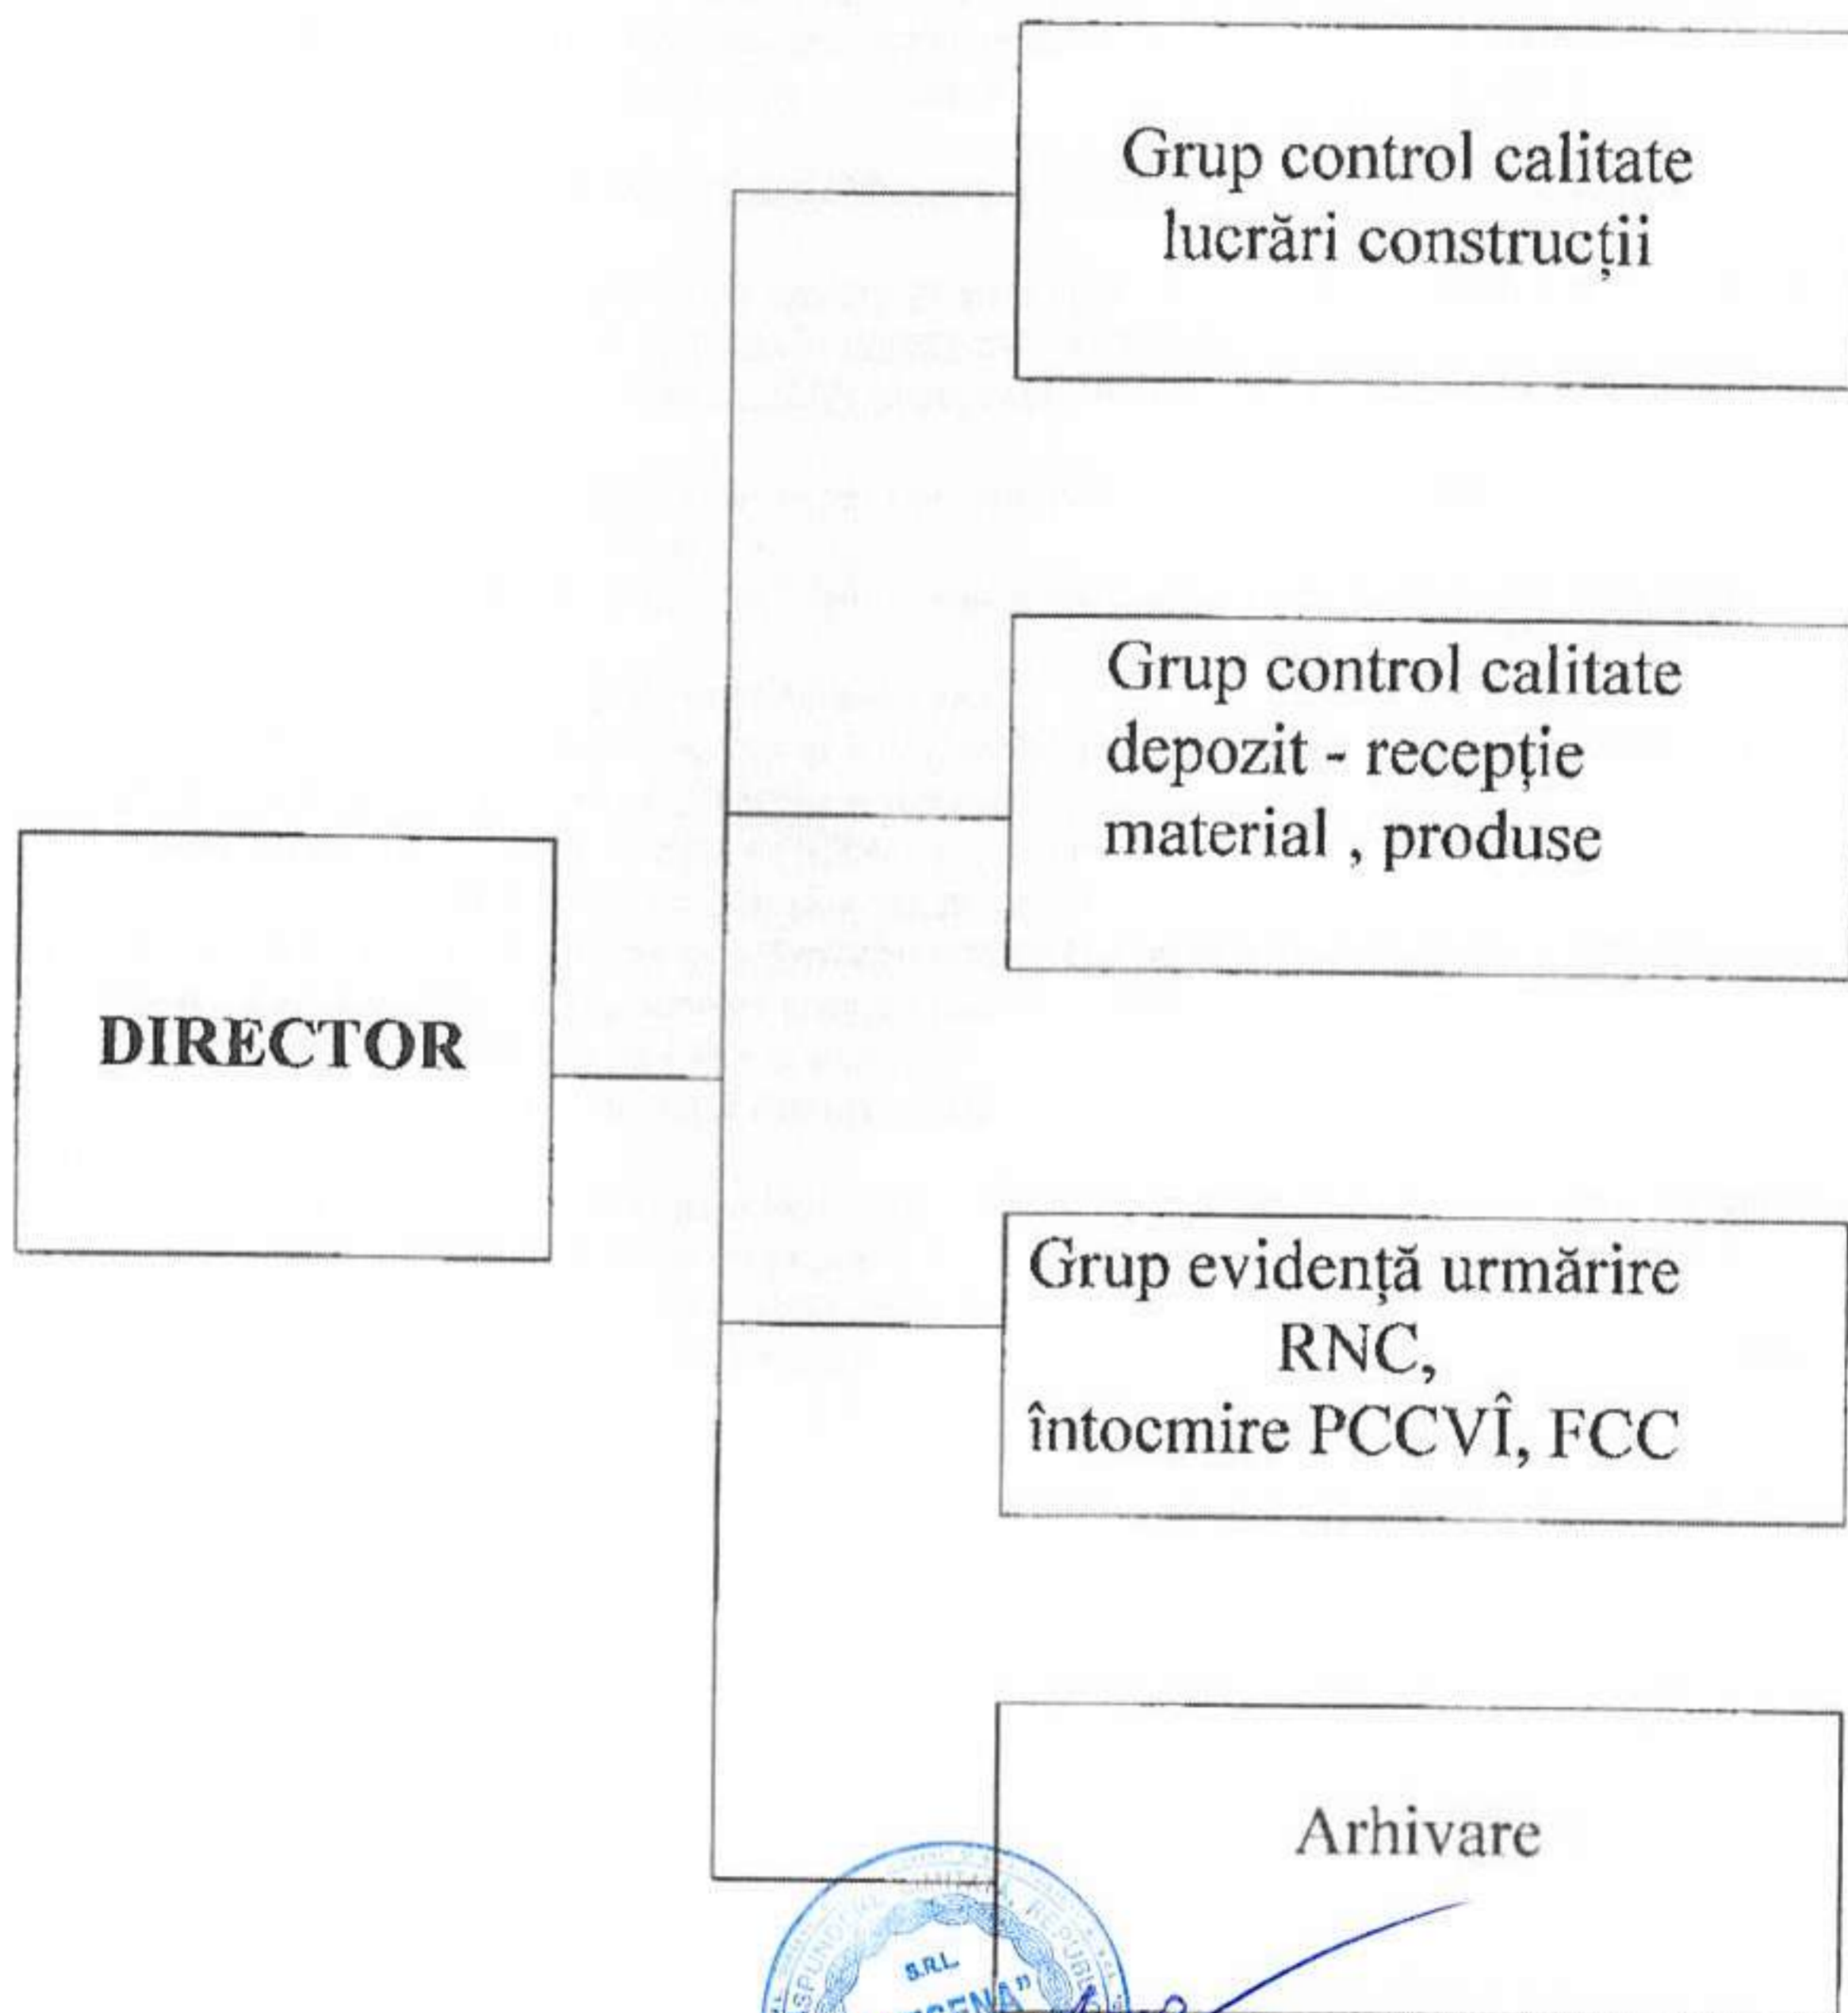 Grup control calitate
lucrări construcții
Grup control calitate
depozit - recepție
material , produse
DIRECTOR
Grup evidență urmărire
RNC,
întocmire PCCVÎ, FCC
Arhivare
S.R.L.